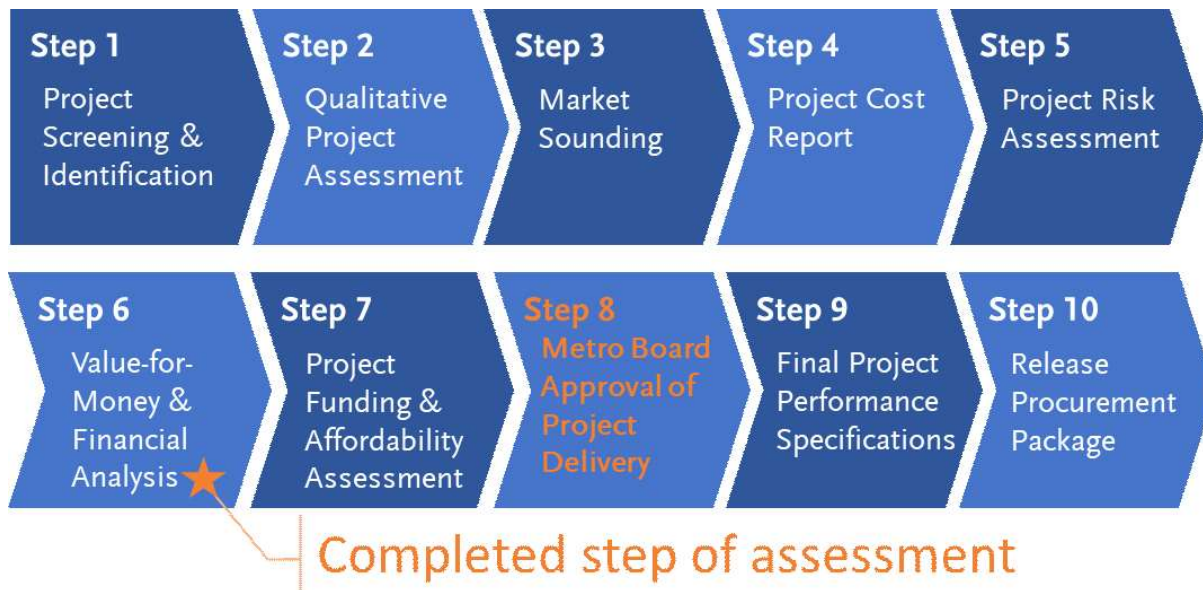 Step 1
Project
Screening &
Identification
Step 2
Qualitative
Project
Assessment
Step 3
Market
Sounding
Step 4
Project Cost
Report
Step 5
Project Risk
Assessment
Step 6
Value-for-
Money &
Financial
Analysis
Step 7
Project
Funding &
Affordability
Assessment
Step 8
Metro Board
Approval of
Project
Delivery
Step 9
Final Project
Performance
Specifications
Step 10
Release
Procurement
Package
Completed step of assessment